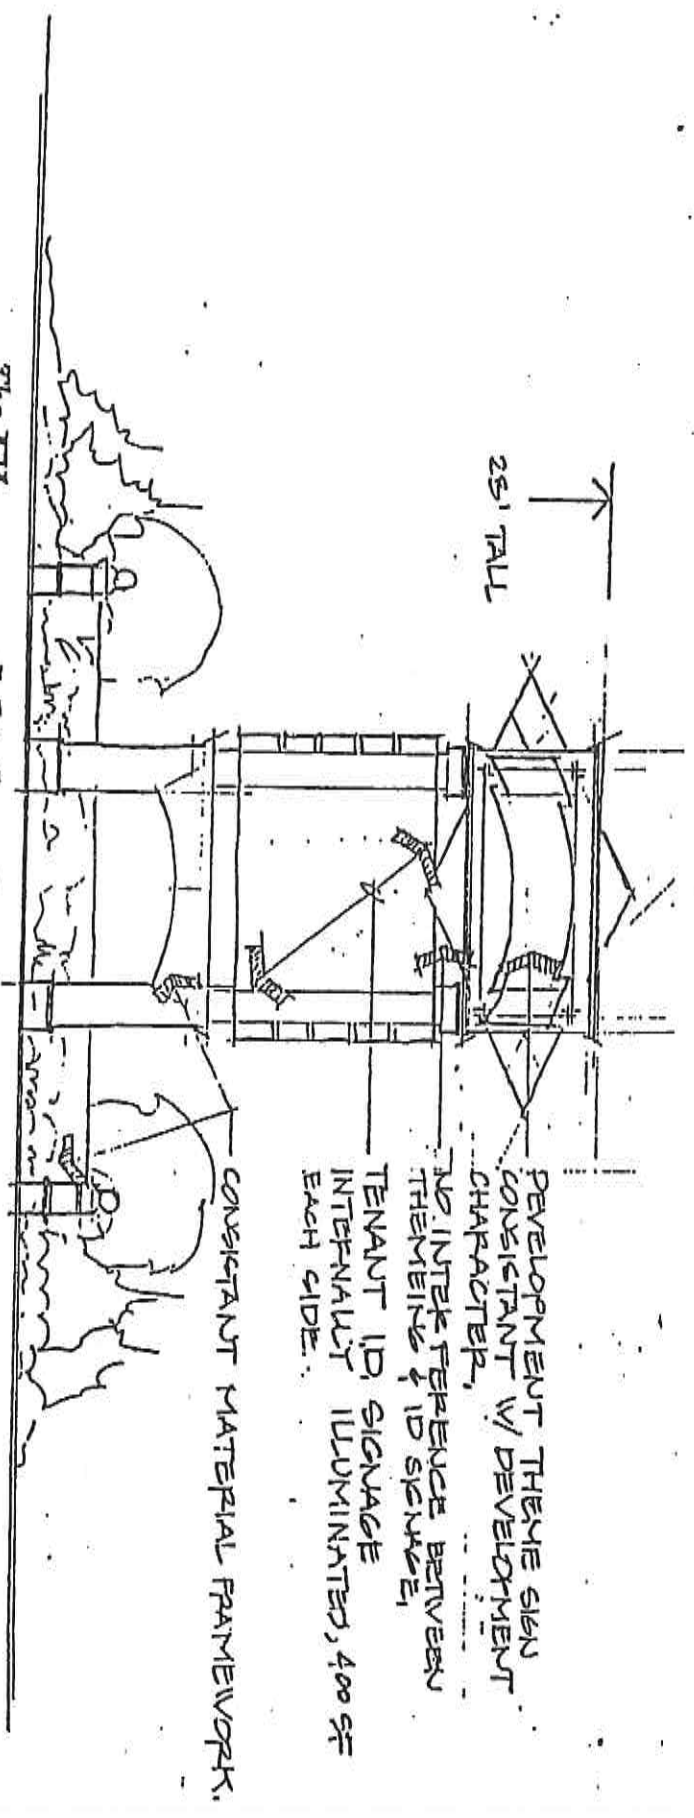 25' TALL
DEVELOPMENT THEME SIGN
CONSISTANT W/ DEVELOPMENT
CHARACTER,
NO INTERFERENCE BETWEEN
THEMEING & ID SIGNAGE,
TENANT I.D. SIGNAGE
INTERNALLY ILLUMINATED, 400 SF
EACH SIDE.
CONSISTANT MATERIAL FRAMEWORK.